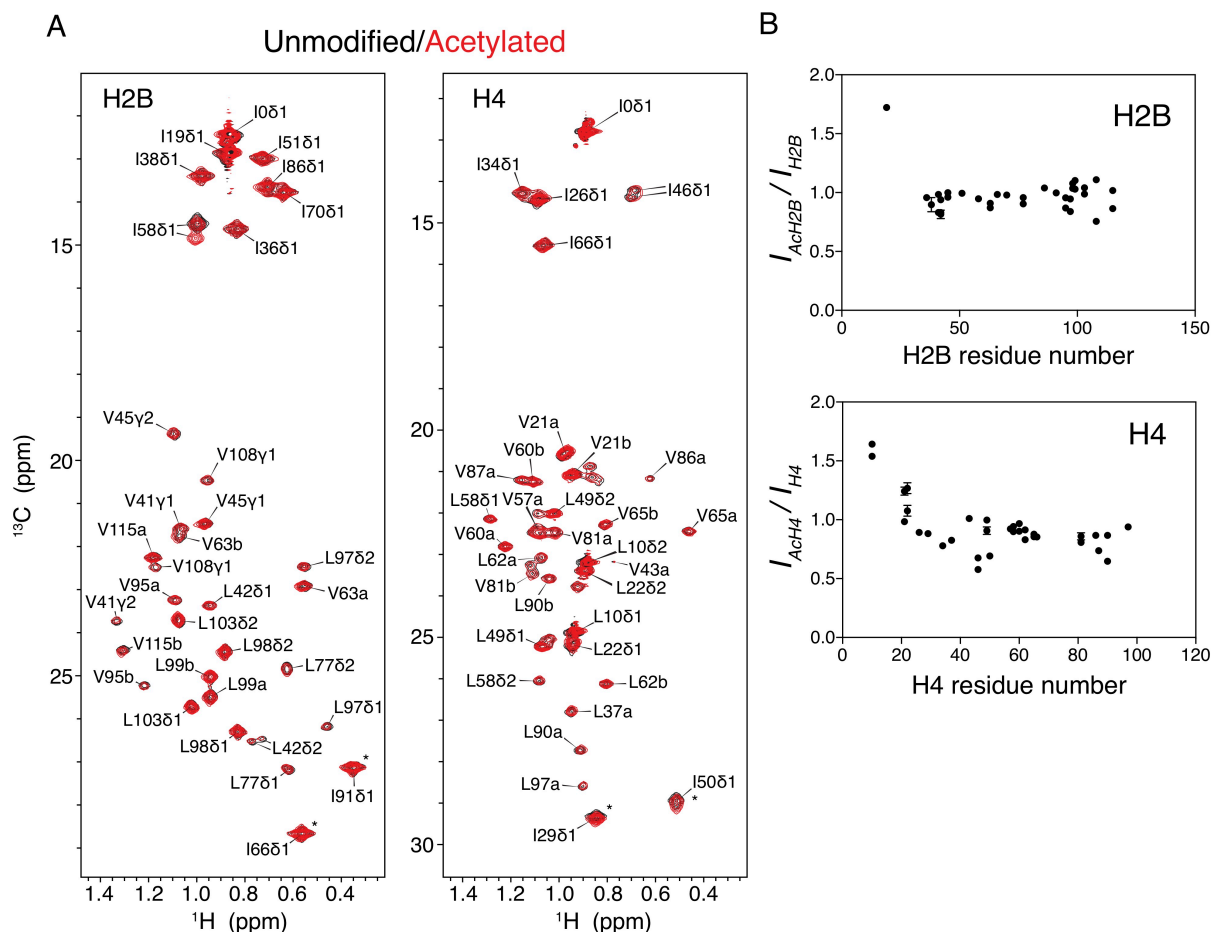 A
Unmodified/Acetylated
H2B
I0δ1
I19δ1
I51δ1
I38δ1
I86δ1
I70δ1
I58δ1
I36δ1
15
V45γ2
20
V108γ1
V41γ1
V45γ1
V115a
V63b
V108γ1
L97δ2
V95a
V63a
V41γ2
L42δ1
L103δ2
V115b
L98δ2
L99b
L77δ2
25
V95b
L99a
L103δ1
L97δ1
L98δ1
L42δ2
*
L77δ1
I91δ1
*
I66δ1
1.4 1.2 1.0 0.8 0.6 0.4
¹H (ppm)
¹³C (ppm)
H4
I0δ1
I34δ1
I26δ1
I46δ1
15
I66δ1
20
V21a
V60b
V21b
V87a
V86a
L58δ1
V57a
L49δ2
V65b
V65a
V60a
V81a
L62a
L10δ2
V43a
V81b
L22δ2
L90b
L10δ1
25
L49δ1
L22δ1
L58δ2
L62b
L37a
L90a
L97a
I50δ1
*
*
I29δ1
30
1.4 1.2 1.0 0.8 0.6 0.4
¹H (ppm)
B
2.0
H2B
1.5
1.0
0.5
0.0
0 50 100 150
I AcH2B / I H2B
H2B residue number
2.0
H4
1.5
1.0
0.5
0.0
0 20 40 60 80 100 120
I AcH4 / I H4
H4 residue number